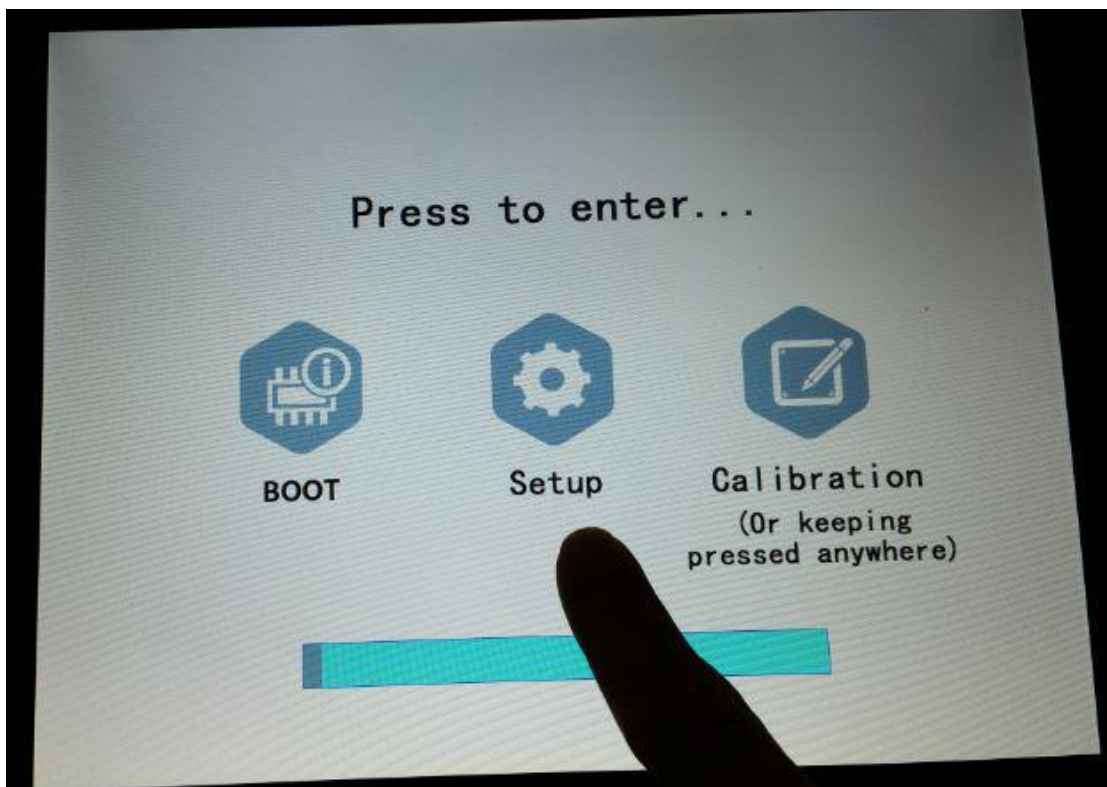 Press to enter...
BOOT
Setup
Calibration
(Or keeping
pressed anywhere)